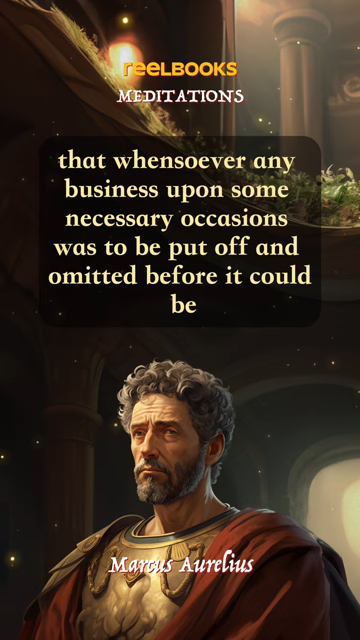 reelbooks
MEDITATIONS
that whensoever any
business upon some
necessary occasions
was to be put off and
omitted before it could
be
Marcus Aurelius